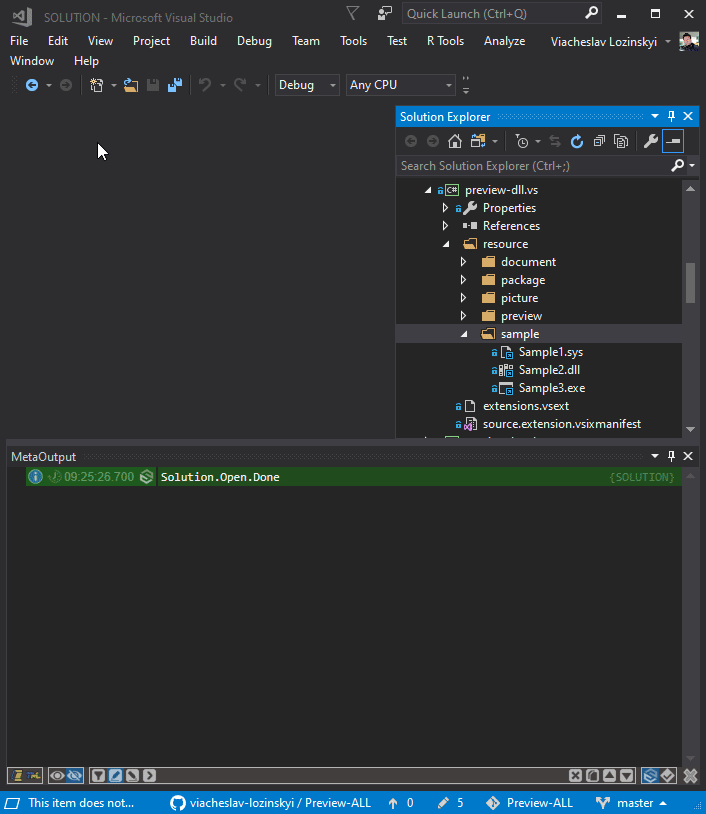 SOLUTION - Microsoft Visual Studio
Quick Launch (Ctrl+Q)
File Edit View Project Build Debug Team Tools Test R Tools Analyze Viacheslav Lozinskyi
Window Help
Debug Any CPU
Solution Explorer
Search Solution Explorer (Ctrl+;)
preview-dll.vs
Properties
References
resource
document
package
picture
preview
sample
Sample1.sys
Sample2.dll
Sample3.exe
extensions.vsext
source.extension.vsixmanifest
MetaOutput
09:25:26.700 Solution.Open.Done {SOLUTION}
This item does not... viacheslav-lozinskyi / Preview-ALL 0 5 Preview-ALL master